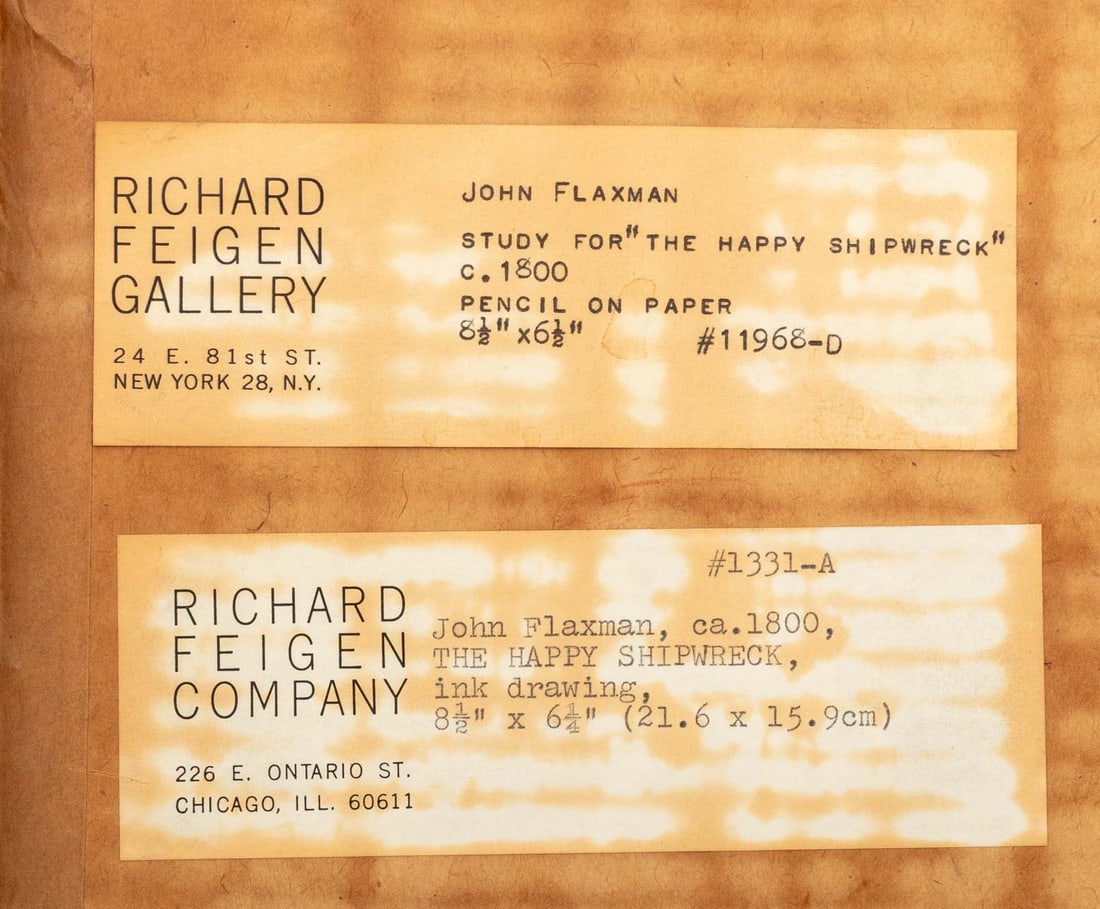 RICHARD
FEIGEN
GALLERY
24 E. 81st ST.
NEW YORK 28, N.Y.
JOHN FLAXMAN
STUDY FOR "THE HAPPY SHIPWRECK"
c.1800
PENCIL ON PAPER
8½" x6½" #11968-D
#1331-A
RICHARD
FEIGEN
COMPANY
226 E. ONTARIO ST.
CHICAGO, ILL. 60611
John Flaxman, ca.1800,
THE HAPPY SHIPWRECK,
ink drawing,
8½" x 6¼" (21.6 x 15.9cm)